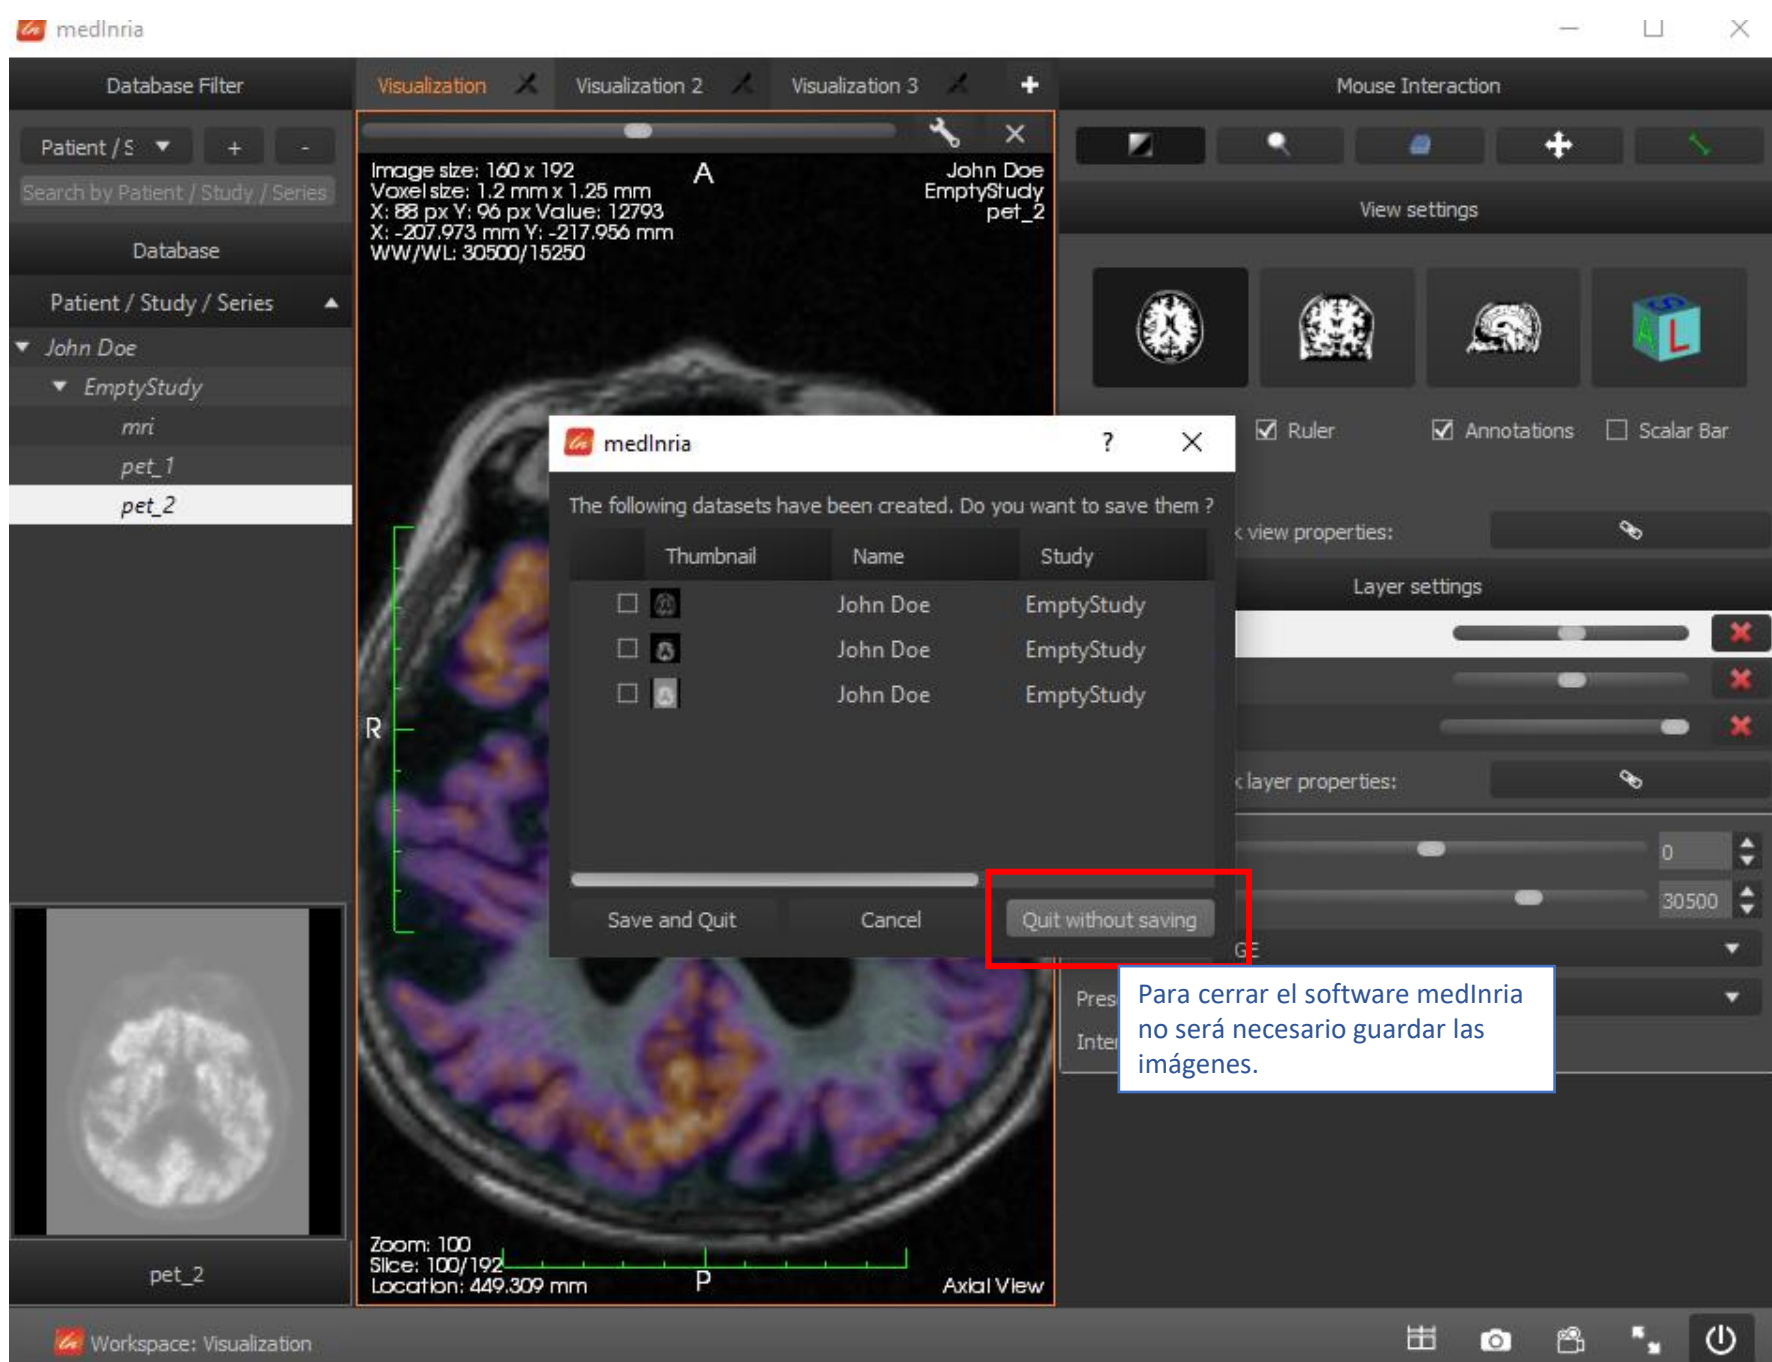 medInria
Database Filter
Visualization
Visualization 2
Visualization 3
Mouse Interaction
Patient / S
+
-
Search by Patient / Study / Series
Database
Patient / Study / Series
John Doe
EmptyStudy
mri
pet_1
pet_2
Image size: 160 x 192
Voxel size: 1.2 mm x 1.25 mm
X: 88 px Y: 96 px Value: 12793
X: -207.973 mm Y: -217.956 mm
WW/WL: 30500/15250
A
John Doe
EmptyStudy
pet_2
R
View settings
Ruler
Annotations
Scalar Bar
view properties:
Layer settings
layer properties:
0
30500
GE
medInria
?
The following datasets have been created. Do you want to save them ?
Thumbnail Name Study
John Doe EmptyStudy
John Doe EmptyStudy
John Doe EmptyStudy
Save and Quit
Cancel
Quit without saving
Para cerrar el software medInria
no será necesario guardar las
imágenes.
Zoom: 100
Slice: 100/192
Location: 449.309 mm
P
Axial View
pet_2
Workspace: Visualization